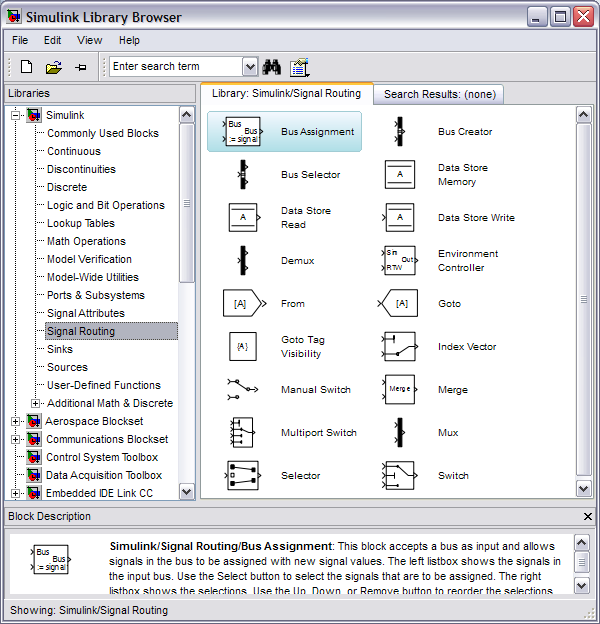 Simulink Library Browser
File Edit View Help
Enter search term
Libraries
Library: Simulink/Signal Routing Search Results: (none)
Simulink
Commonly Used Blocks
Continuous
Discontinuities
Discrete
Logic and Bit Operations
Lookup Tables
Math Operations
Model Verification
Model-Wide Utilities
Ports & Subsystems
Signal Attributes
Signal Routing
Sinks
Sources
User-Defined Functions
Additional Math & Discrete
Aerospace Blockset
Communications Blockset
Control System Toolbox
Data Acquisition Toolbox
Embedded IDE Link CC
Bus
Bus
:= signal
Bus Assignment
Bus Creator
Bus Selector
A
Data Store
Memory
A
Data Store
Read
A
Data Store Write
Demux
Sin
Out
RTW
Environment
Controller
[A]
From
[A]
Goto
{A}
Goto Tag
Visibility
Index Vector
Manual Switch
Merge
Merge
Multiport Switch
Mux
Selector
Switch
Block Description
Bus
Bus
:= signal
Simulink/Signal Routing/Bus Assignment: This block accepts a bus as input and allows
signals in the bus to be assigned with new signal values. The left listbox shows the signals
in the input bus. Use the Select button to select the signals that are to be assigned. The right
listbox shows the selections. Use the Up, Down, or Remove button to reorder the selections.
Showing: Simulink/Signal Routing